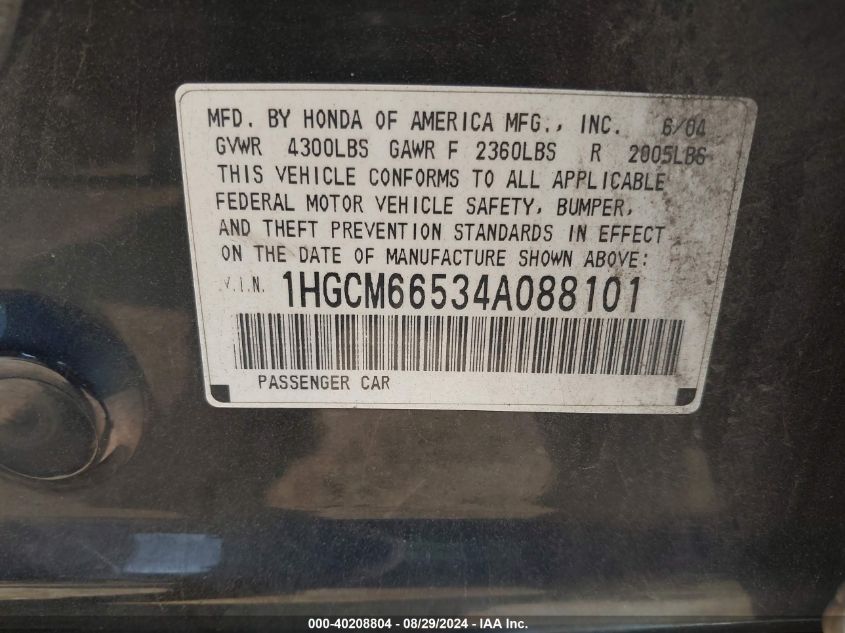 MFD. BY HONDA OF AMERICA MFG., INC. 6/04
GVWR 4300LBS GAWR F 2360LBS R 2005LBS
THIS VEHICLE CONFORMS TO ALL APPLICABLE
FEDERAL MOTOR VEHICLE SAFETY, BUMPER,
AND THEFT PREVENTION STANDARDS IN EFFECT
ON THE DATE OF MANUFACTURE SHOWN ABOVE:
V.I.N. 1HGCM66534A088101
PASSENGER CAR
000-40208804 - 08/29/2024 - IAA Inc.